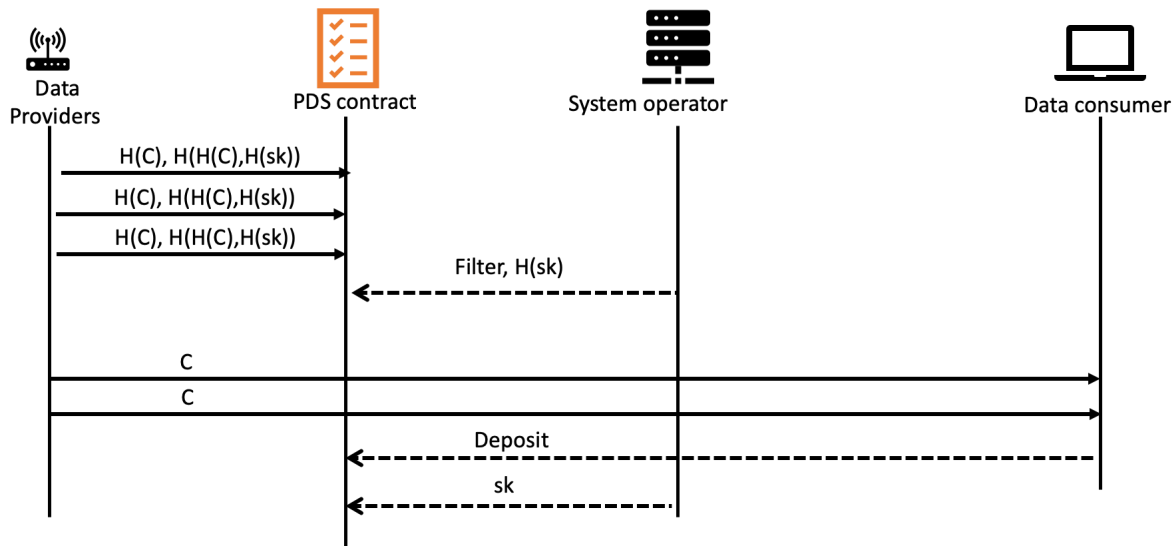 Data
Providers
PDS contract
System operator
Data consumer
H(C), H(H(C),H(sk))
H(C), H(H(C),H(sk))
H(C), H(H(C),H(sk))
Filter, H(sk)
C
C
Deposit
sk